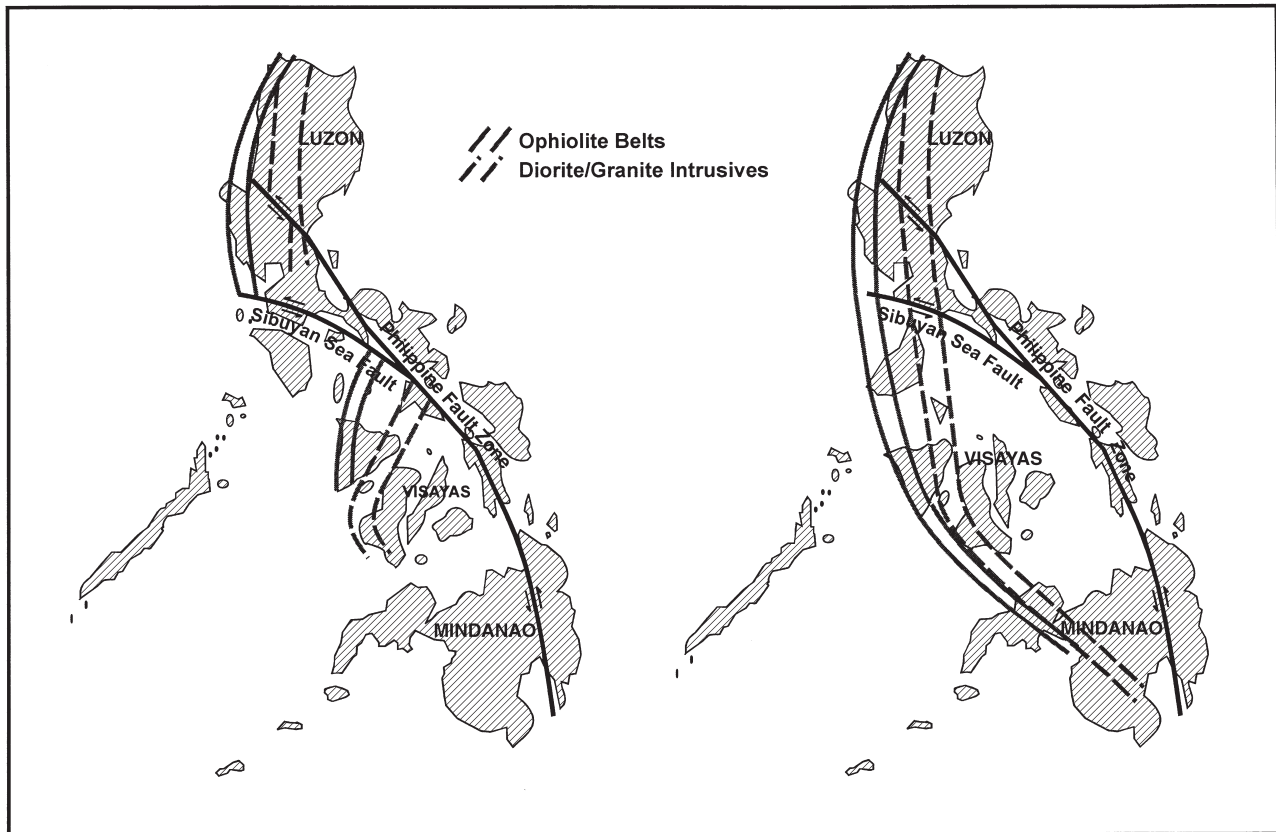 LUZON
Ophiolite Belts
Diorite/Granite Intrusives
Sibuyan Sea Fault
Philippine Fault Zone
VISAYAS
MINDANAO
LUZON
Sibuyan Sea Fault
Philippine Fault Zone
VISAYAS
MINDANAO